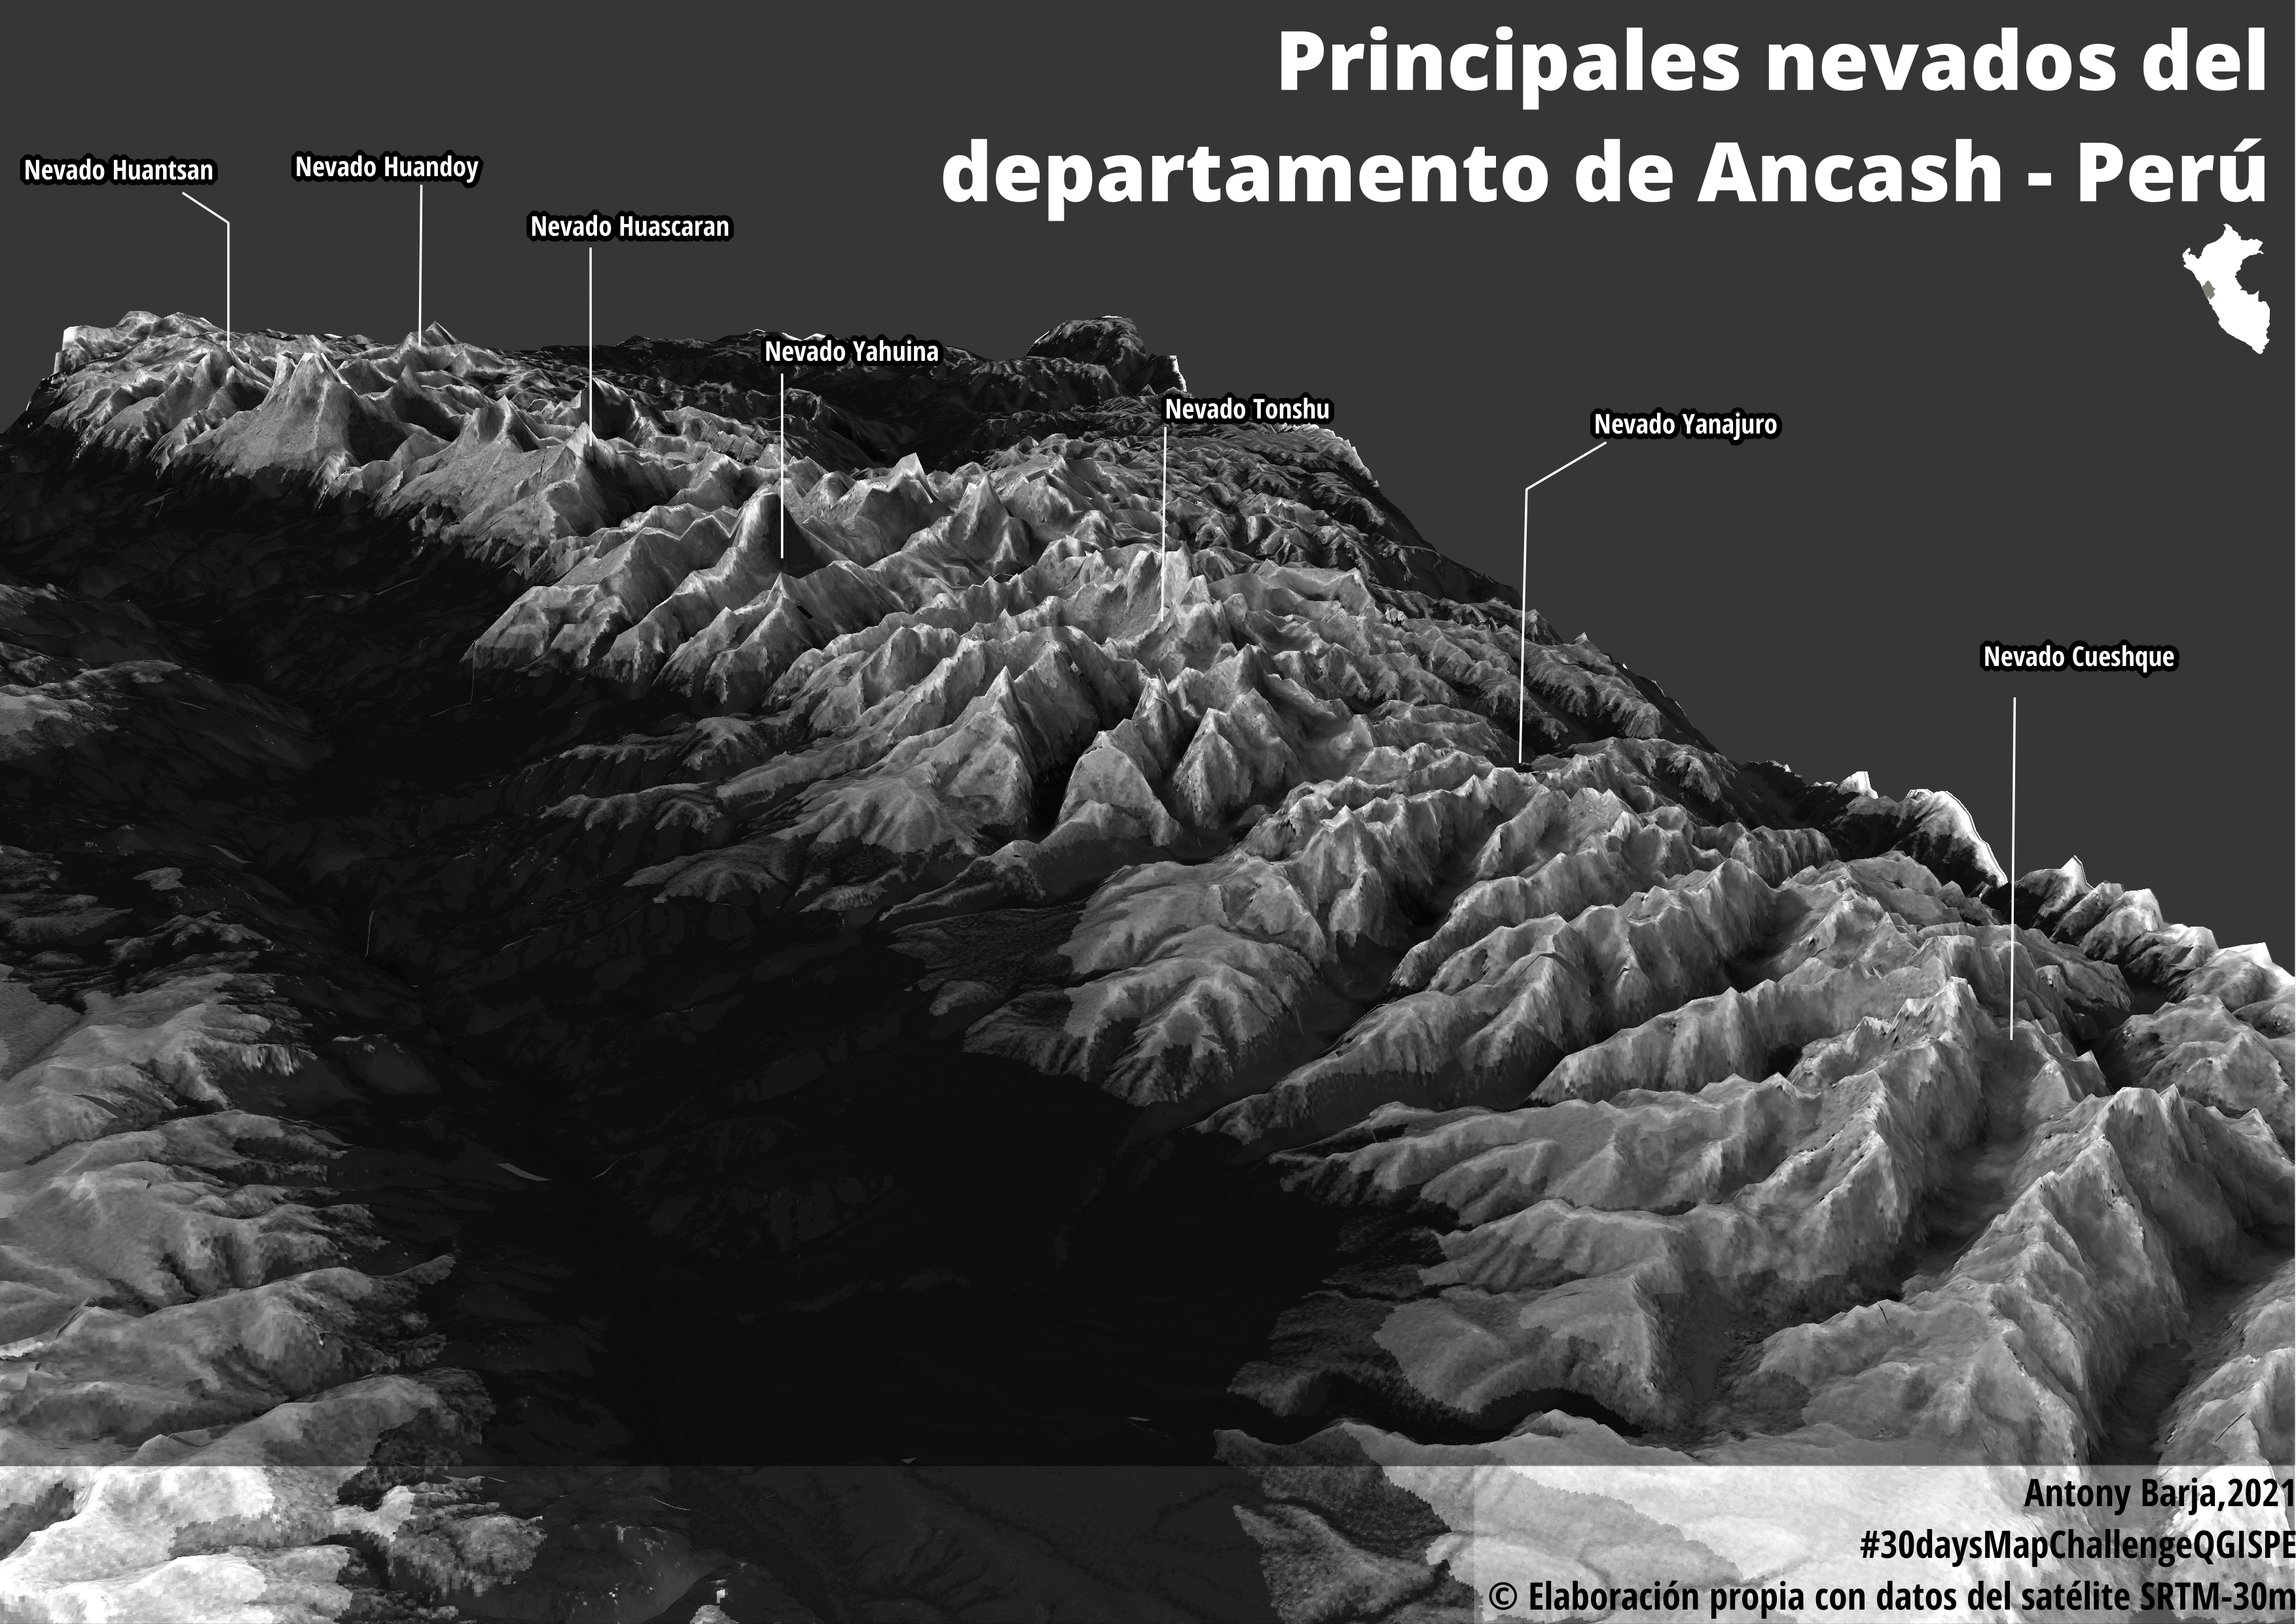 Principales nevados del
departamento de Ancash - Perú
Nevado Huantsan
Nevado Huandoy
Nevado Huascaran
Nevado Yahuina
Nevado Tonshu
Nevado Yanajuro
Nevado Cueshque
Antony Barja,2021
#30daysMapChallengeQGISPE
© Elaboración propia con datos del satélite SRTM-30m